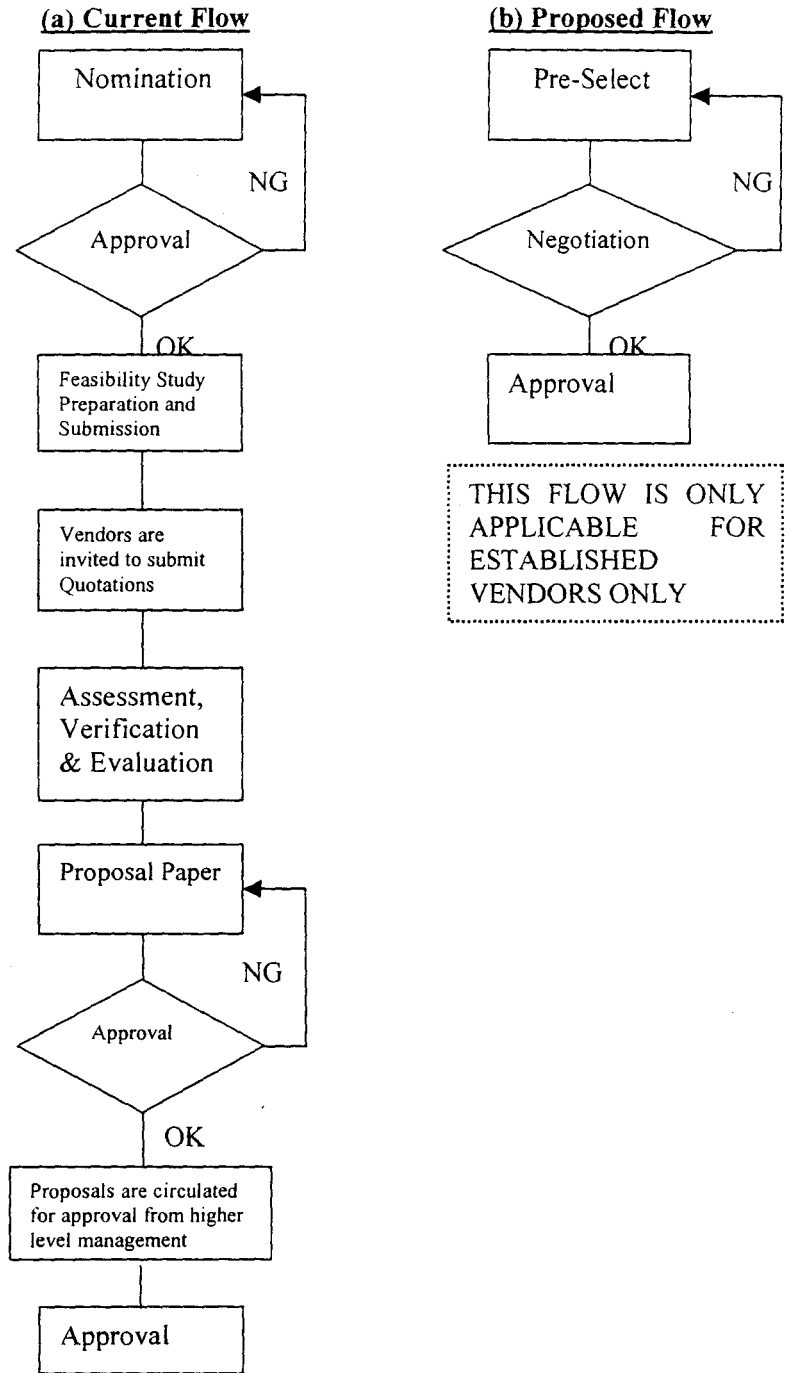 (a) Current Flow
Nomination
NG
Approval
OK
Feasibility Study
Preparation and
Submission
Vendors are
invited to submit
Quotations
Assessment,
Verification
& Evaluation
Proposal Paper
NG
Approval
OK
Proposals are circulated
for approval from higher
level management
Approval
(b) Proposed Flow
Pre-Select
NG
Negotiation
OK
Approval
THIS FLOW IS ONLY
APPLICABLE FOR
ESTABLISHED
VENDORS ONLY